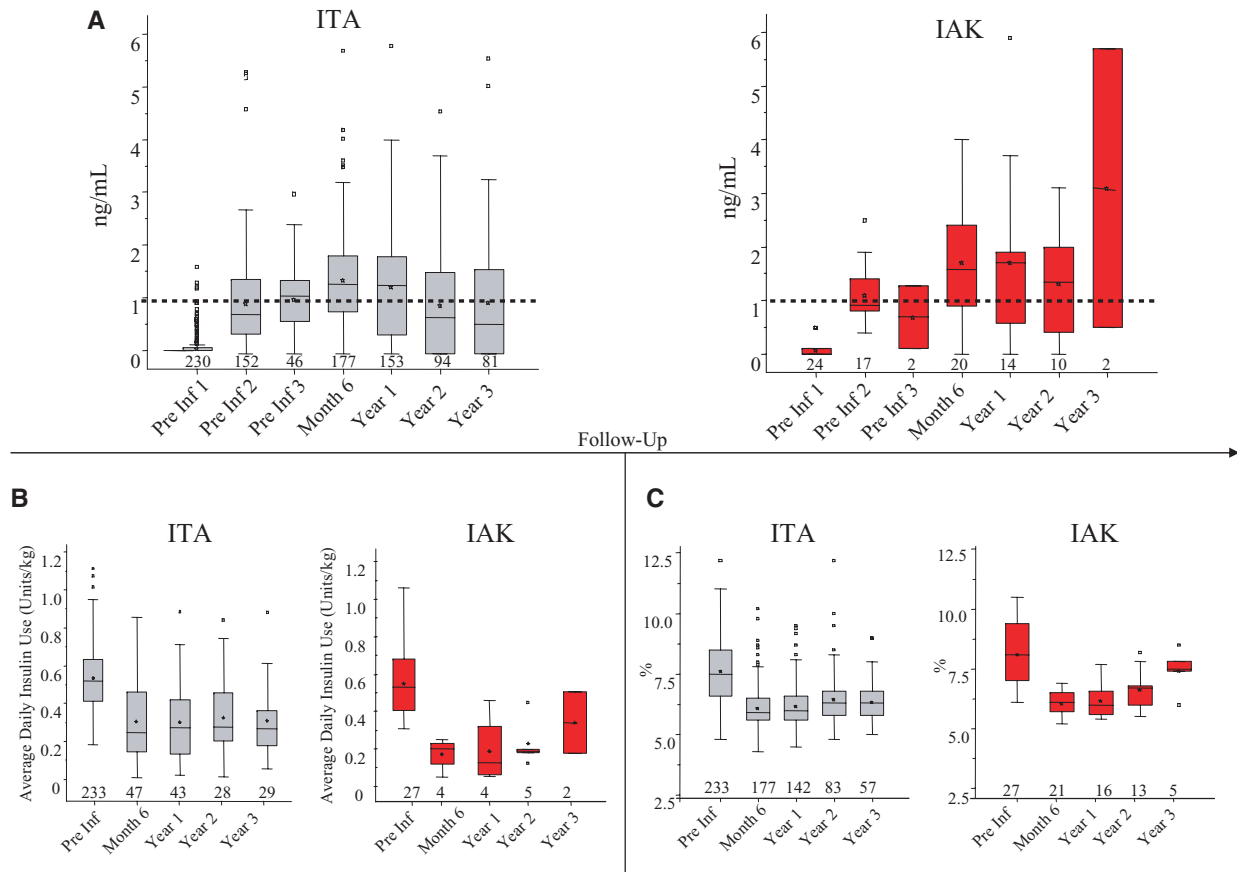 A
ITA
IAK
ng/mL
6
5
4
3
2
1
0
230 152 46 177 153 94 81
Pre Inf 1 Pre Inf 2 Pre Inf 3 Month 6 Year 1 Year 2 Year 3
ng/mL
6
5
4
3
2
1
0
24 17 2 20 14 10 2
Pre Inf 1 Pre Inf 2 Pre Inf 3 Month 6 Year 1 Year 2 Year 3
Follow-Up
B
ITA
IAK
Average Daily Insulin Use (Units/kg)
1.2
1.0
0.8
0.6
0.4
0.2
0
233 47 43 28 29
Pre Inf Month 6 Year 1 Year 2 Year 3
Average Daily Insulin Use (Units/kg)
1.2
1.0
0.8
0.6
0.4
0.2
0
27 4 4 5 2
Pre Inf Month 6 Year 1 Year 2 Year 3
C
ITA
IAK
%
12.5
10.0
7.5
5.0
2.5
233 177 142 83 57
Pre Inf Month 6 Year 1 Year 2 Year 3
%
12.5
10.0
7.5
5.0
2.5
27 21 16 13 5
Pre Inf Month 6 Year 1 Year 2 Year 3